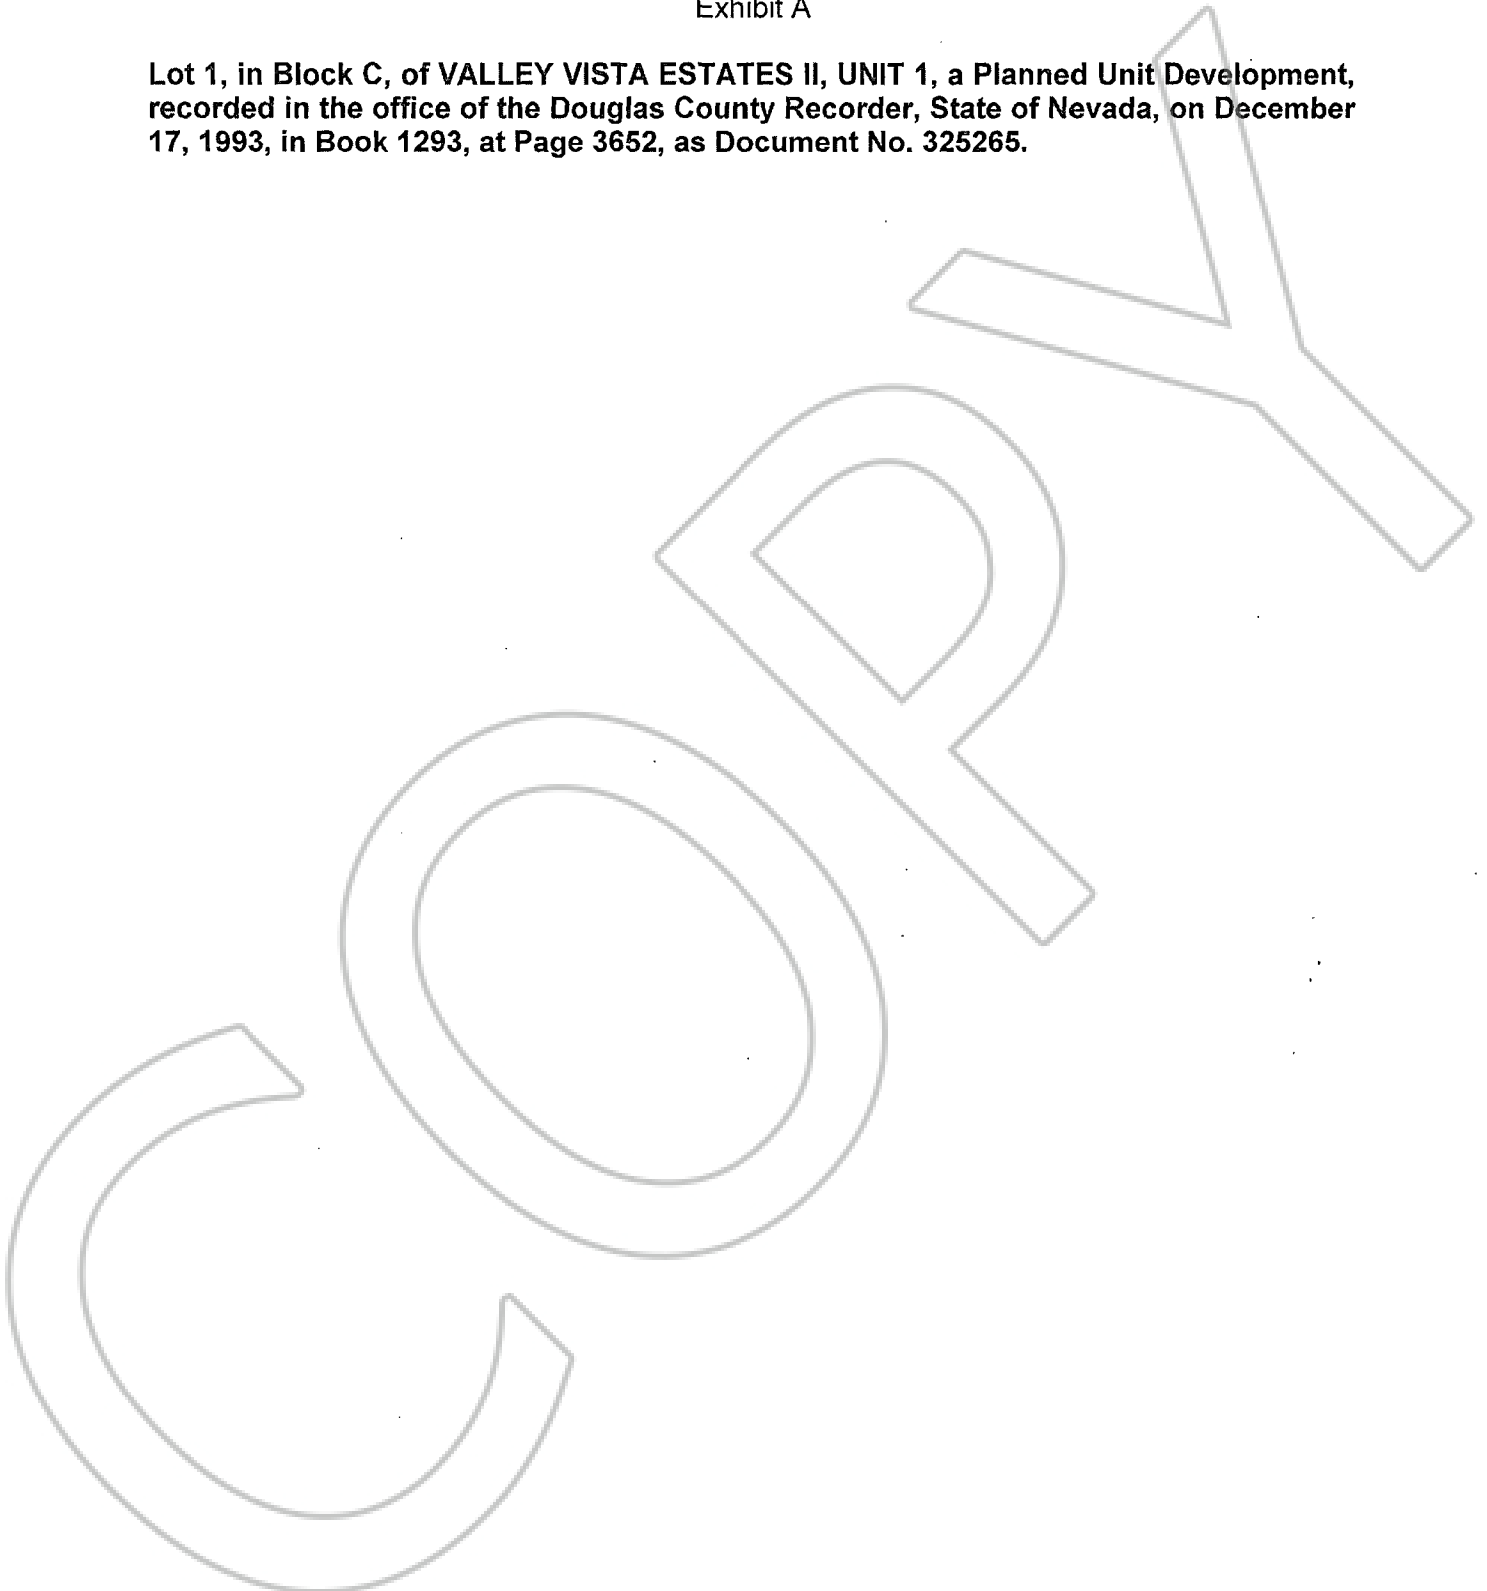 Exhibit A
Lot 1, in Block C, of VALLEY VISTA ESTATES II, UNIT 1, a Planned Unit Development,
recorded in the office of the Douglas County Recorder, State of Nevada, on December
17, 1993, in Book 1293, at Page 3652, as Document No. 325265.
COPY